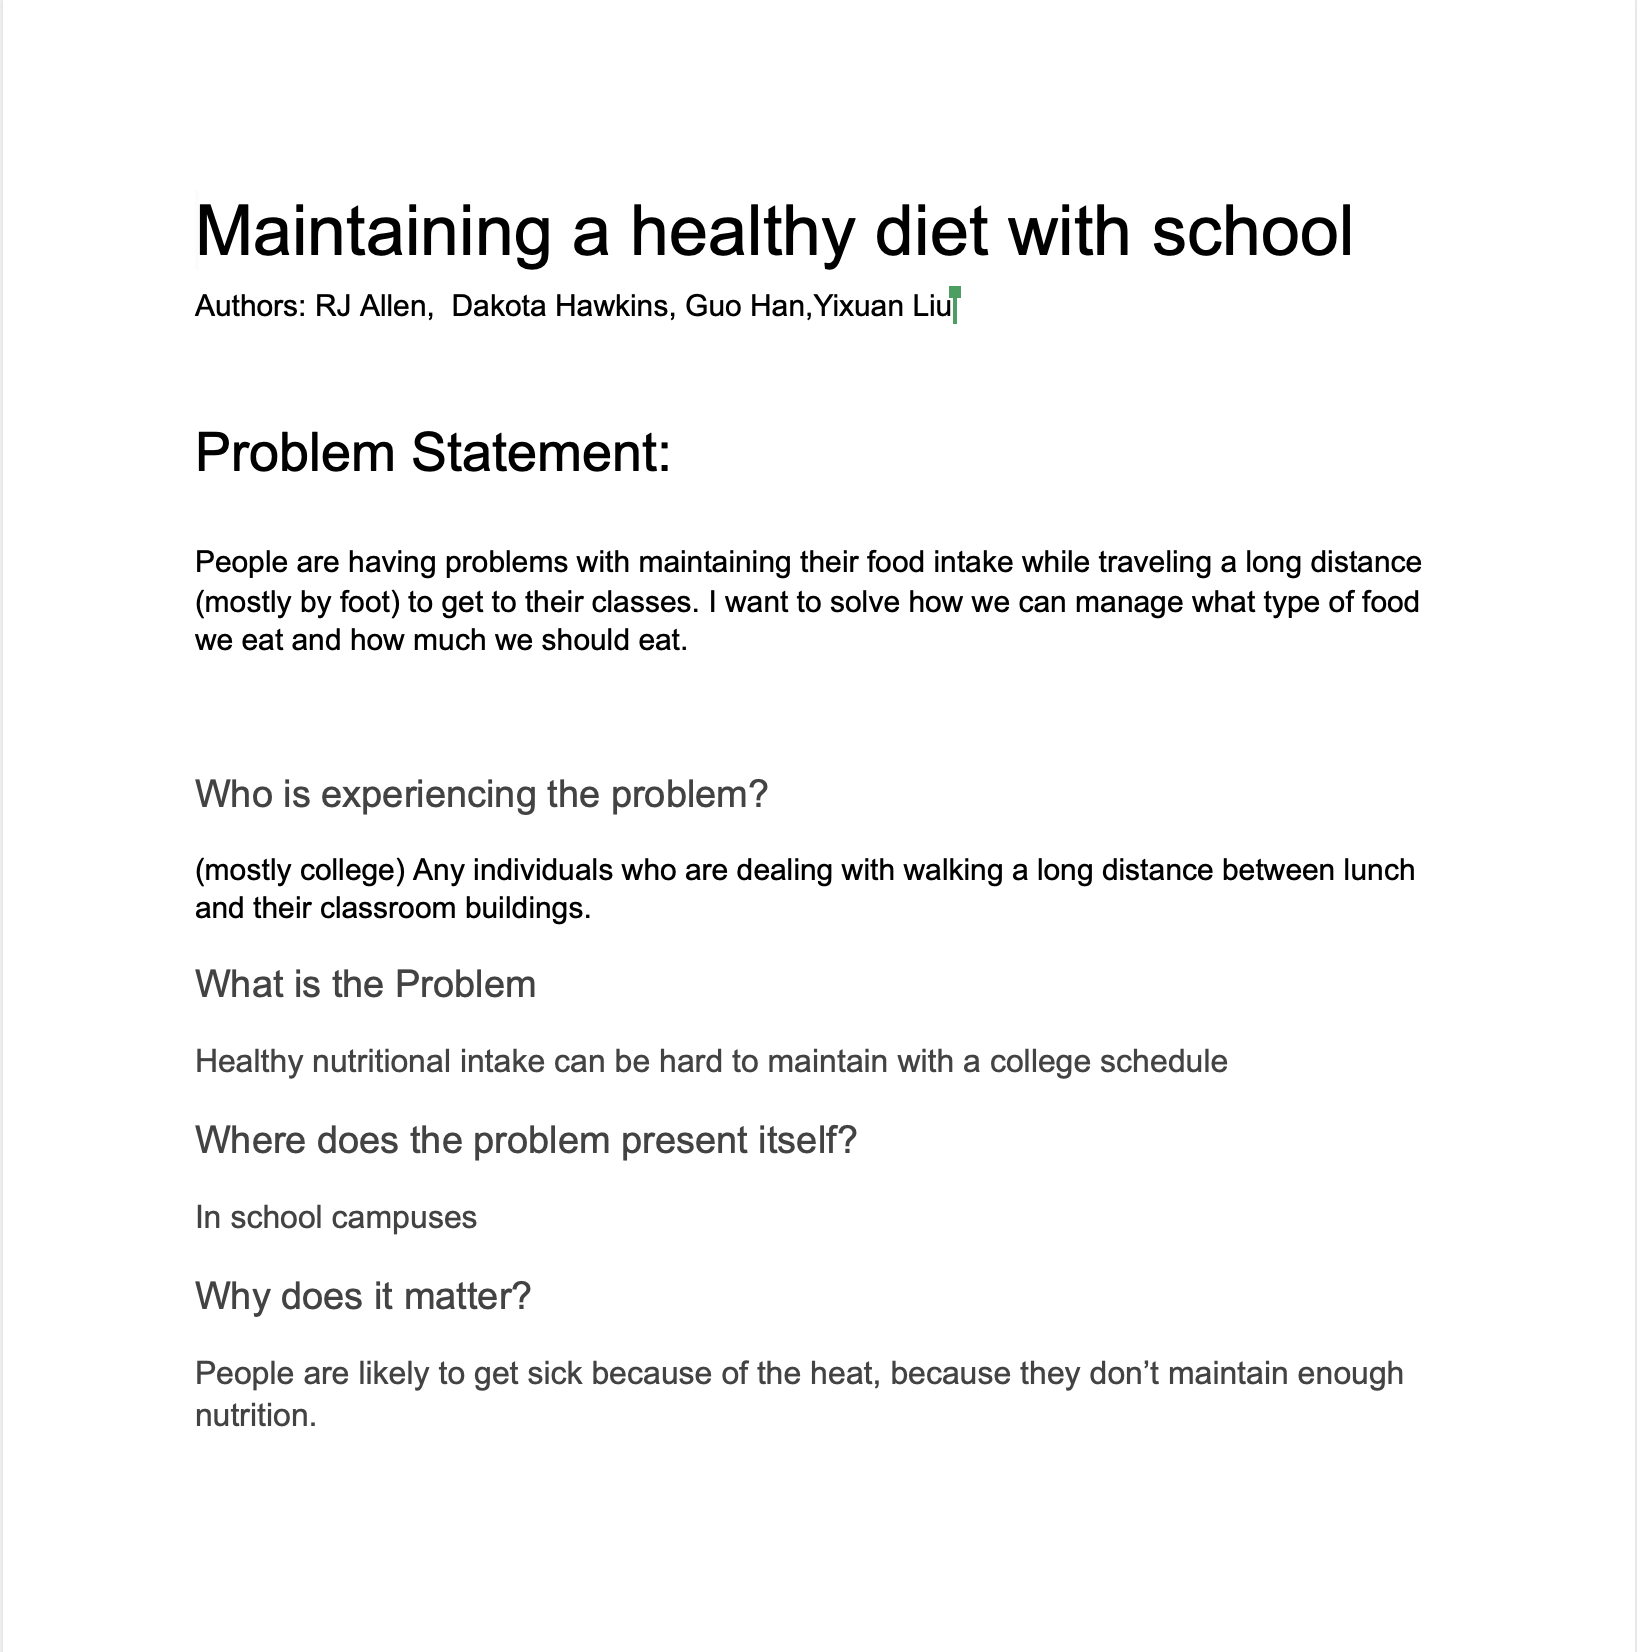 Maintaining a healthy diet with school
Authors: RJ Allen,  Dakota Hawkins, Guo Han,Yixuan Liu
Problem Statement:
People are having problems with maintaining their food intake while traveling a long distance
(mostly by foot) to get to their classes. I want to solve how we can manage what type of food
we eat and how much we should eat.
Who is experiencing the problem?
(mostly college) Any individuals who are dealing with walking a long distance between lunch
and their classroom buildings.
What is the Problem
Healthy nutritional intake can be hard to maintain with a college schedule
Where does the problem present itself?
In school campuses
Why does it matter?
People are likely to get sick because of the heat, because they don’t maintain enough
nutrition.